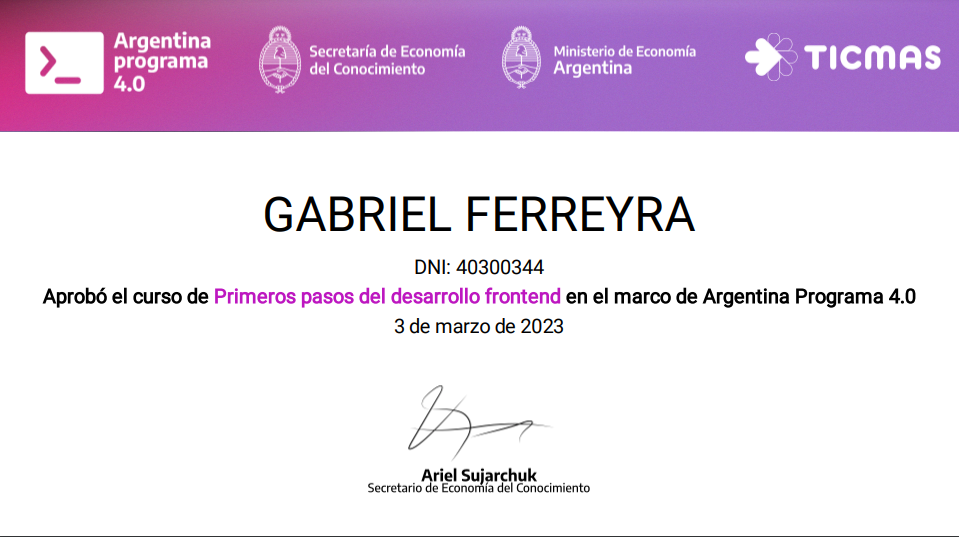 Argentina
programa
4.0
Secretaría de Economía
del Conocimiento
Ministerio de Economía
Argentina
TICMAS
GABRIEL FERREYRA
DNI: 40300344
Aprobó el curso de Primeros pasos del desarrollo frontend en el marco de Argentina Programa 4.0
3 de marzo de 2023
Ariel Sujarchuk
Secretario de Economía del Conocimiento